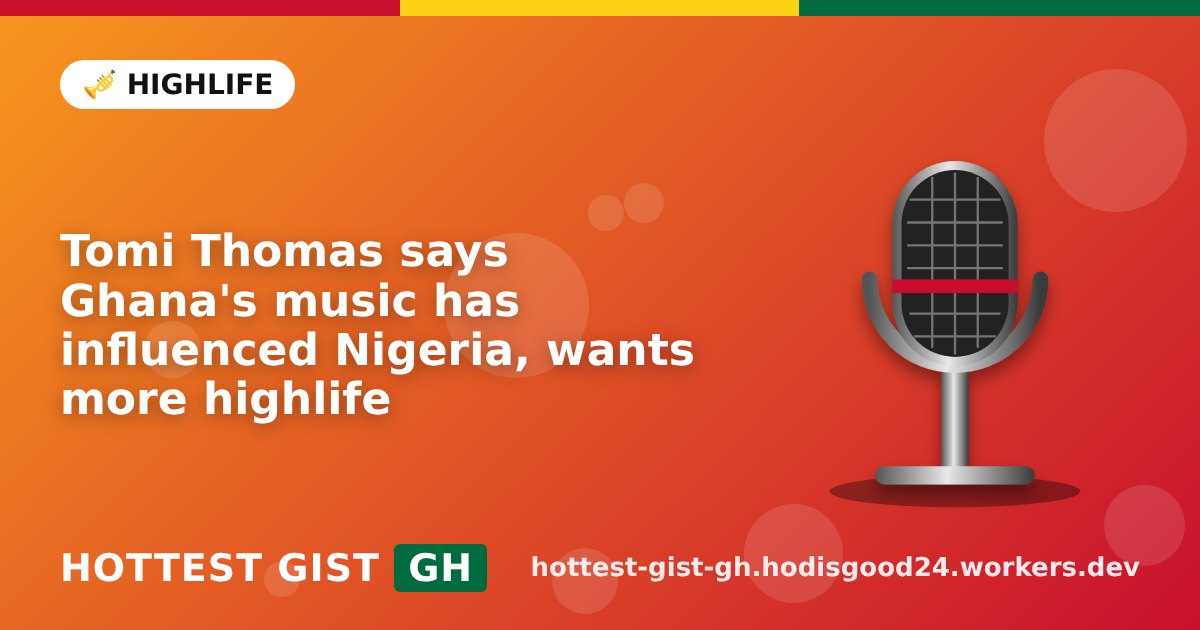 🎺 HIGHLIFE
Tomi Thomas says
Ghana's music has
influenced Nigeria, wants
more highlife
HOTTEST GIST GH
hottest-gist-gh.hodisgood24.workers.dev